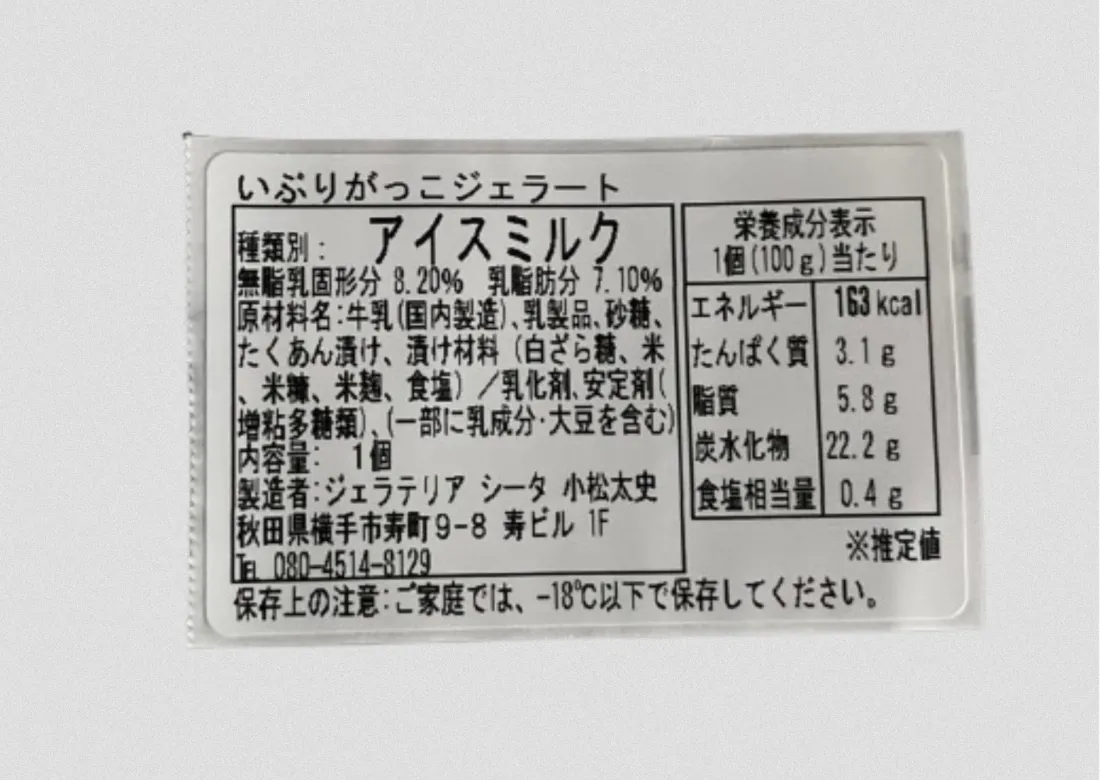 いぶりがっこジェラート
種類別: アイスミルク
無脂乳固形分 8.20% 乳脂肪分 7.10%
原材料名:牛乳(国内製造)、乳製品、砂糖、
たくあん漬け、漬け材料(白ざら糖、米
、米糠、米麹、食塩)/乳化剤、安定剤(
増粘多糖類)、(一部に乳成分・大豆を含む)
内容量: 1個
製造者:ジェラテリア シータ 小松太史
秋田県横手市寿町9-8 寿ビル 1F
℡ 080-4514-8129
保存上の注意:ご家庭では、-18℃以下で保存してください。
栄養成分表示
1個(100g)当たり
エネルギー 163kcal
たんぱく質 3.1g
脂質 5.8g
炭水化物 22.2g
食塩相当量 0.4g
※推定値